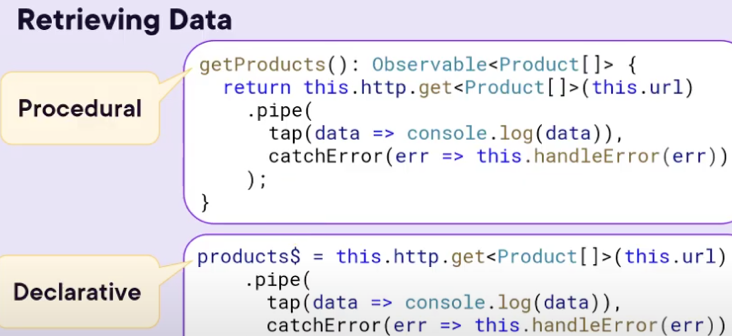 Retrieving Data
Procedural
getProducts(): Observable<Product[]> {
return this.http.get<Product[]>(this.url)
.pipe(
tap(data => console.log(data)),
catchError(err => this.handleError(err))
);
}
Declarative
products$ = this.http.get<Product[]>(this.url)
.pipe(
tap(data => console.log(data)),
catchError(err => this.handleError(err))